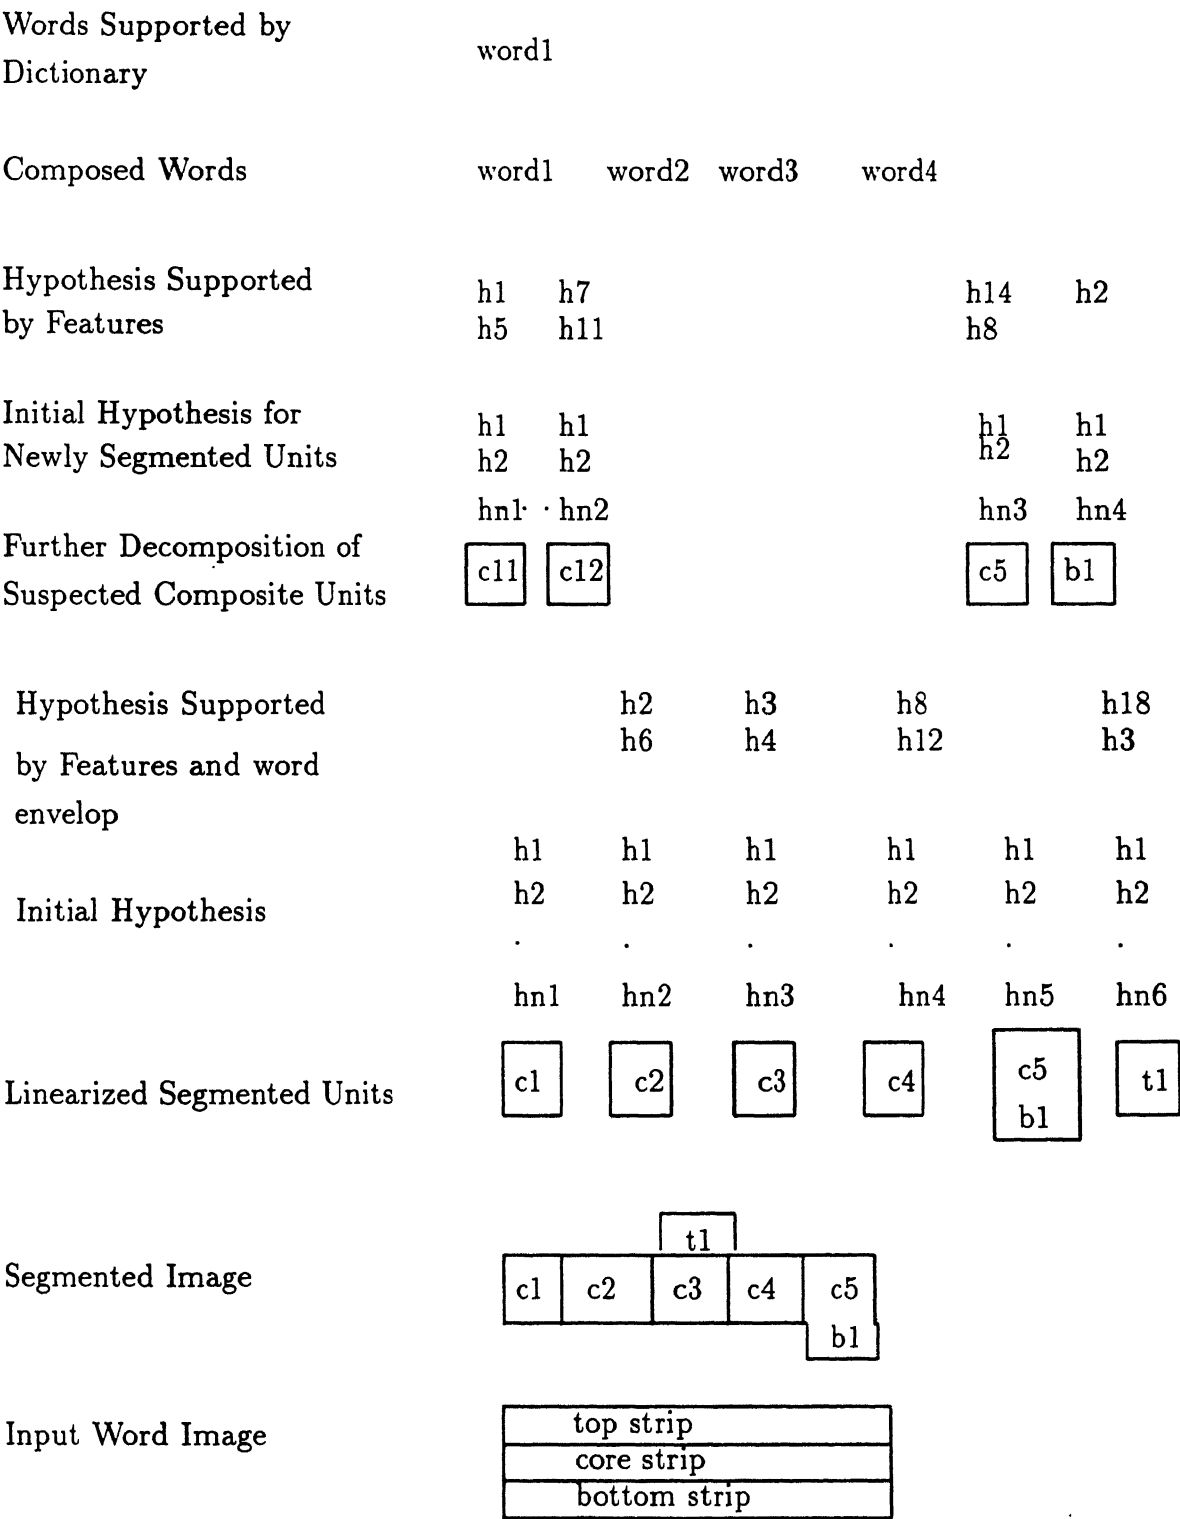 Words Supported by
Dictionary
word1
Composed Words
word1 word2 word3 word4
Hypothesis Supported
by Features
h1 h7 h14 h2
h5 h11 h8
Initial Hypothesis for
Newly Segmented Units
h1 h1 h1 h1
h2 h2 h2 h2
hn1 . . hn2 hn3 hn4
Further Decomposition of
Suspected Composite Units
c11 c12 c5 b1
Hypothesis Supported
by Features and word
envelop
h2 h3 h8 h18
h6 h4 h12 h3
Initial Hypothesis
h1 h1 h1 h1 h1 h1
h2 h2 h2 h2 h2 h2
. . . . . .
hn1 hn2 hn3 hn4 hn5 hn6
Linearized Segmented Units
c1 c2 c3 c4 c5 t1
b1
Segmented Image
t1
c1 c2 c3 c4 c5
b1
Input Word Image
top strip
core strip
bottom strip